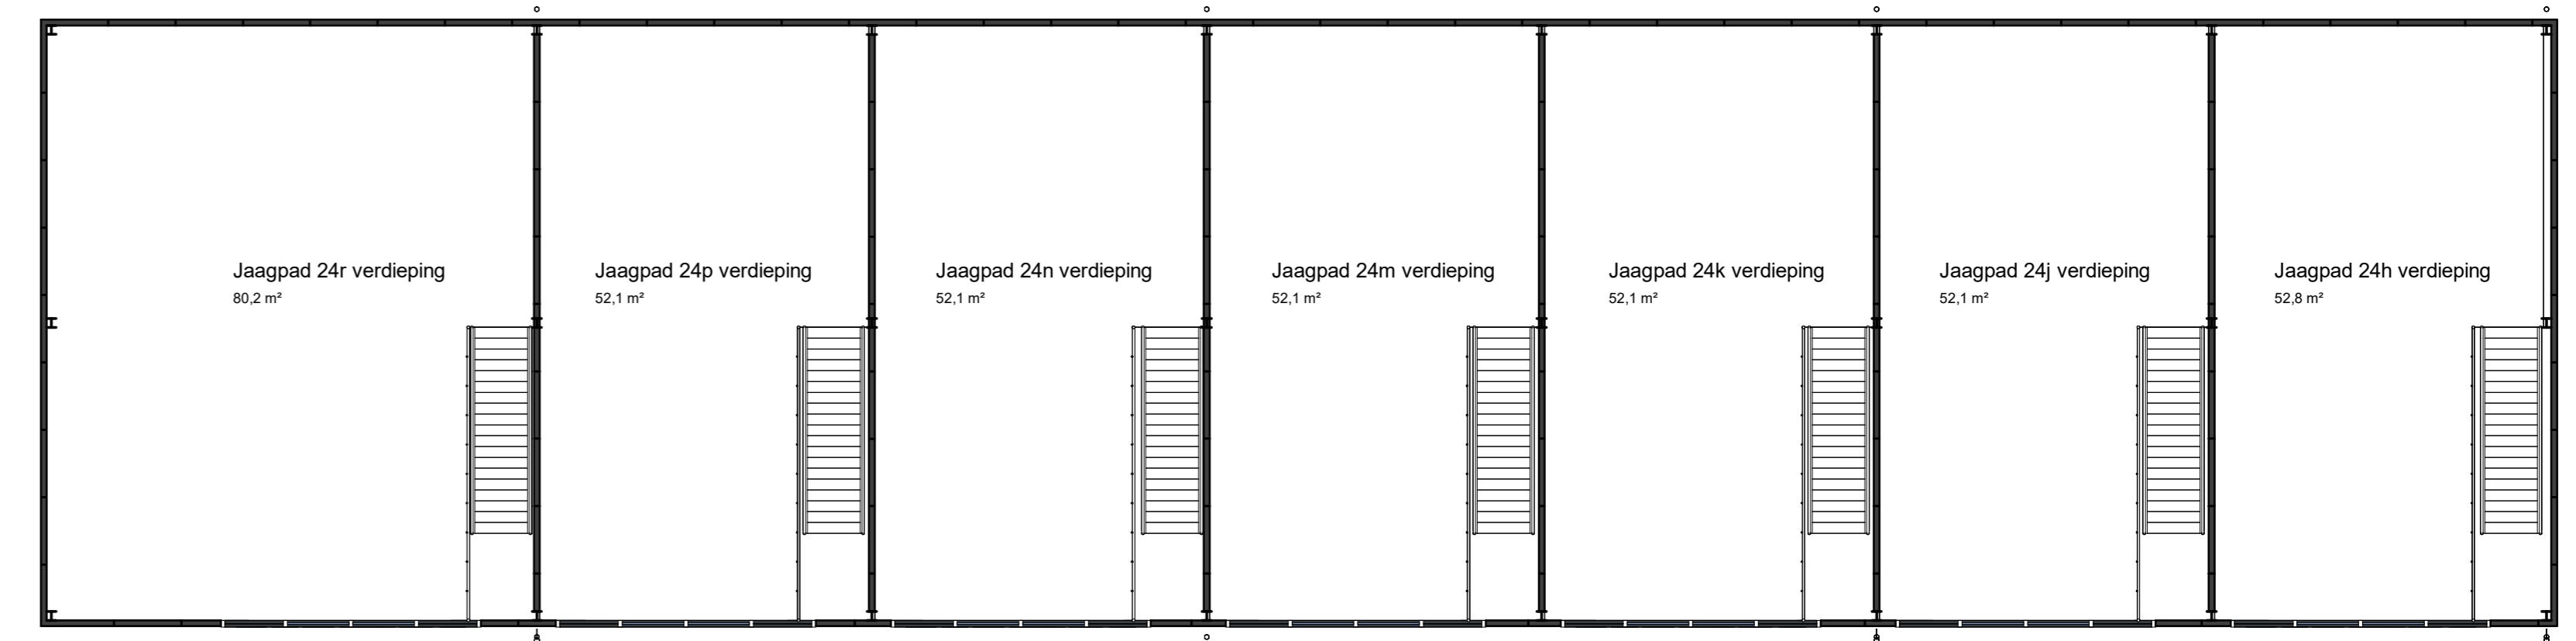 Jaagpad 24r verdieping
80,2 m²
Jaagpad 24p verdieping
52,1 m²
Jaagpad 24n verdieping
52,1 m²
Jaagpad 24m verdieping
52,1 m²
Jaagpad 24k verdieping
52,1 m²
Jaagpad 24j verdieping
52,1 m²
Jaagpad 24h verdieping
52,8 m²